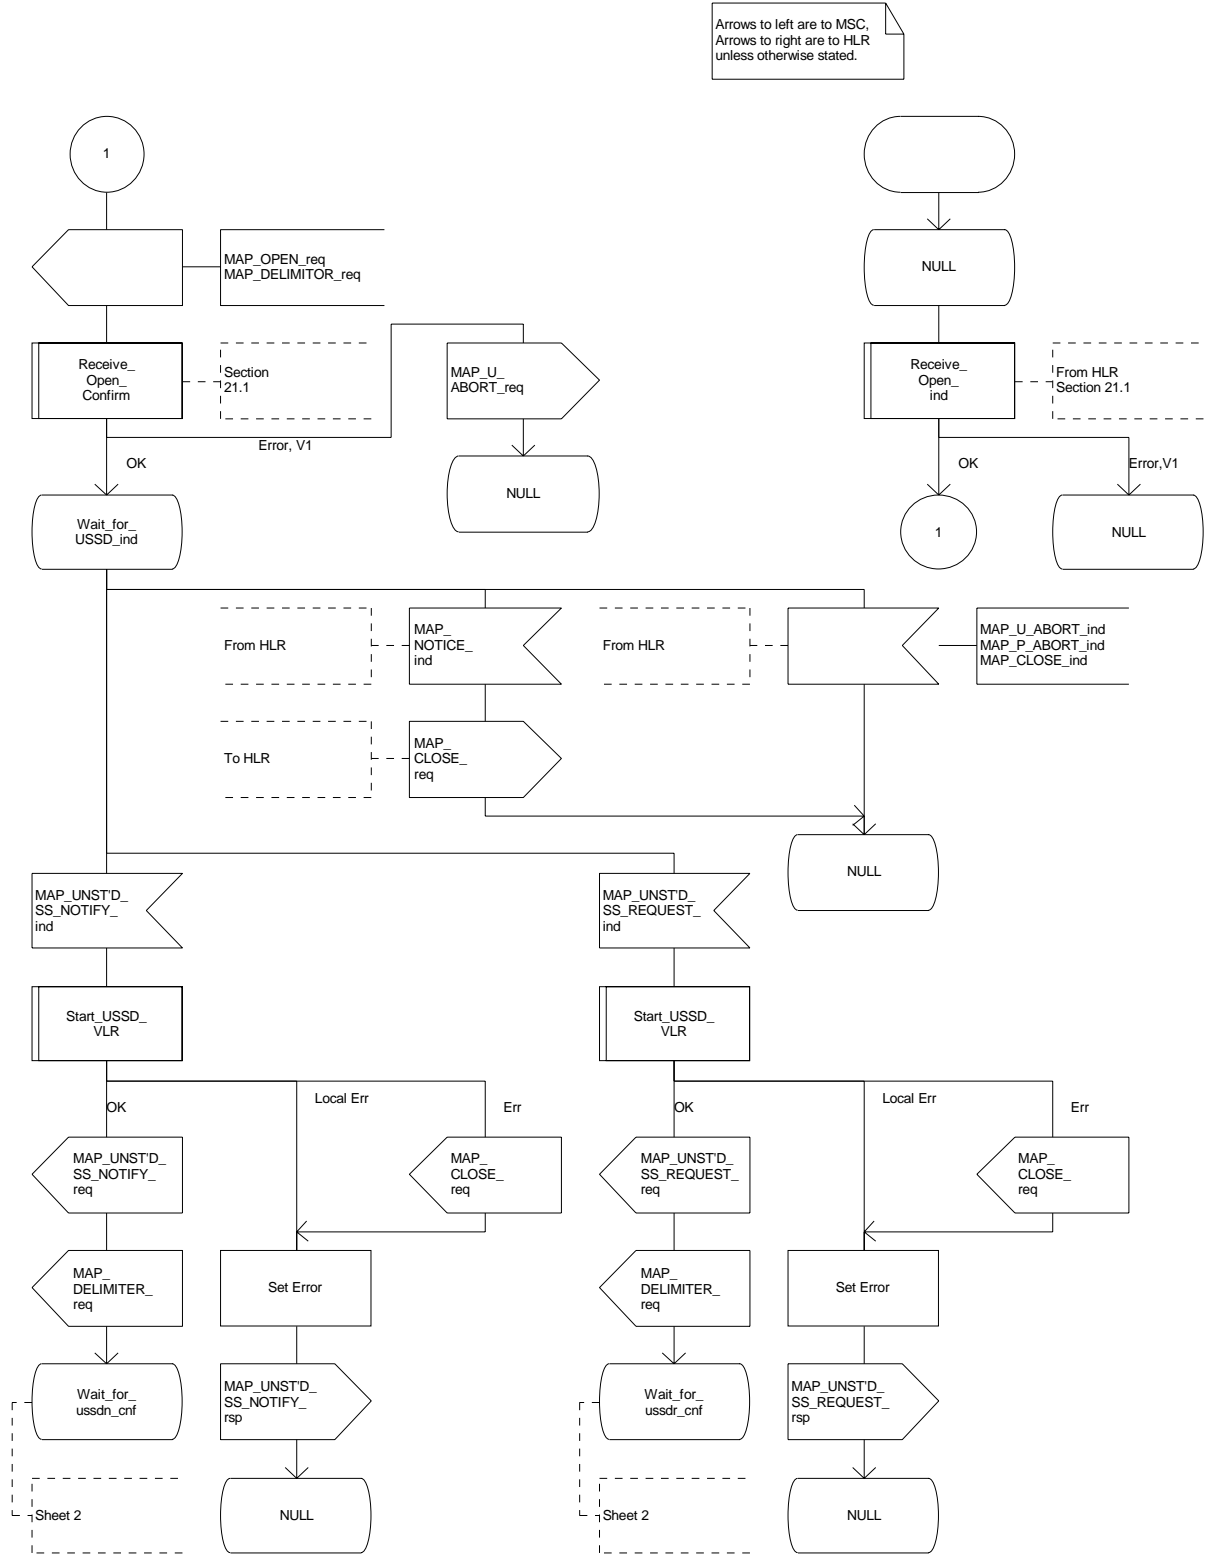 Arrows to left are to MSC,
Arrows to right are to HLR
unless otherwise stated.
1
MAP_OPEN_req
MAP_DELIMITOR_req
NULL
Receive_
Open_
Confirm
Section
21.1
MAP_U_
ABORT_req
Receive_
Open_
ind
From HLR
Section 21.1
Error, V1
OK
OK
Error,V1
NULL
Wait_for_
USSD_ind
1
NULL
From HLR
MAP_
NOTICE_
ind
From HLR
MAP_U_ABORT_ind
MAP_P_ABORT_ind
MAP_CLOSE_ind
To HLR
MAP_
CLOSE_
req
NULL
MAP_UNST'D_
SS_NOTIFY_
ind
MAP_UNST'D_
SS_REQUEST_
ind
Start_USSD_
VLR
Start_USSD_
VLR
OK
Local Err
Err
OK
Local Err
Err
MAP_UNST'D_
SS_NOTIFY_
req
MAP_
CLOSE_
req
MAP_UNST'D_
SS_REQUEST_
req
MAP_
CLOSE_
req
MAP_
DELIMITER_
req
Set Error
MAP_
DELIMITER_
req
Set Error
Wait_for_
ussdn_cnf
MAP_UNST'D_
SS_NOTIFY_
rsp
Wait_for_
ussdr_cnf
MAP_UNST'D_
SS_REQUEST_
rsp
Sheet 2
NULL
Sheet 2
NULL